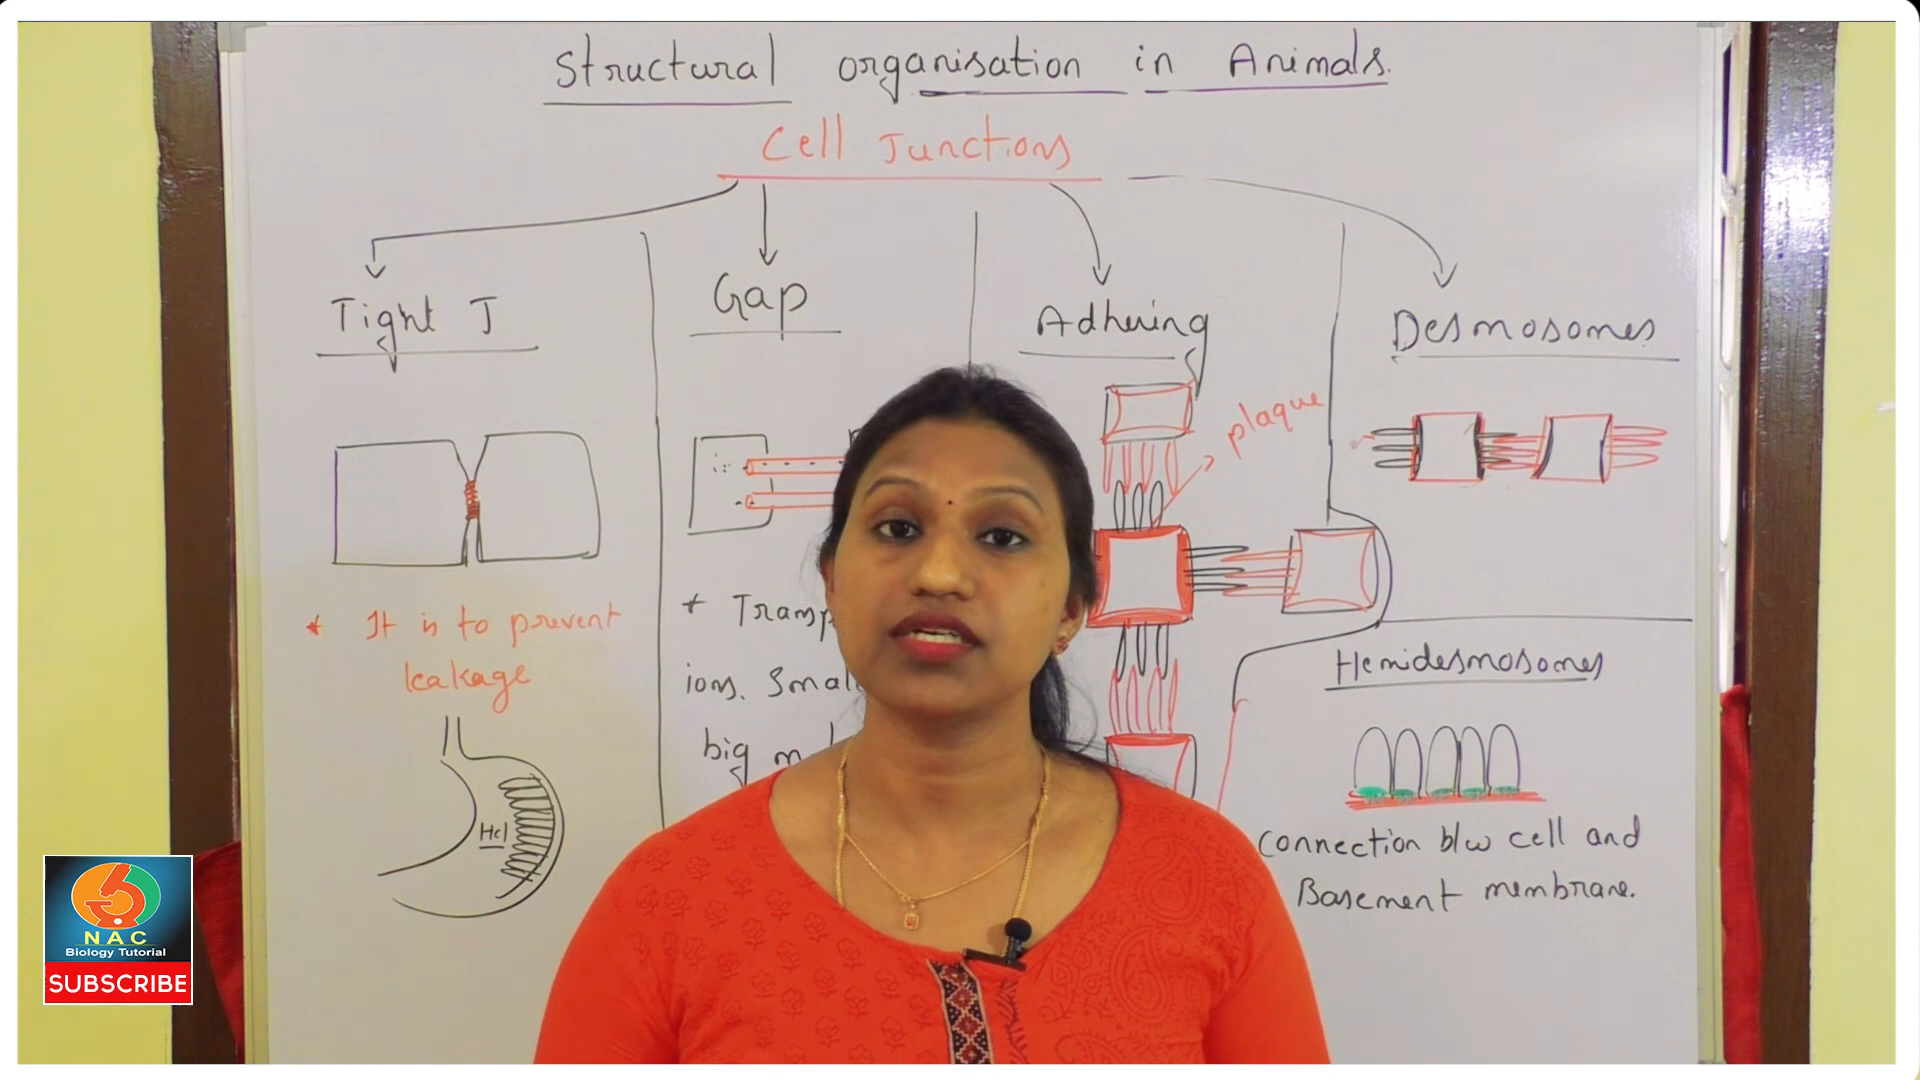 Structural organisation in Animals.
Cell Junctions
Tight J
Gap
Adhering
Desmosomes
plaque
* It is to prevent
leakage
ions. Small
big
Hcl
Hemidesmosomes
Connection b/w cell and
Basement membrane.
NAC
Biology Tutorial
SUBSCRIBE